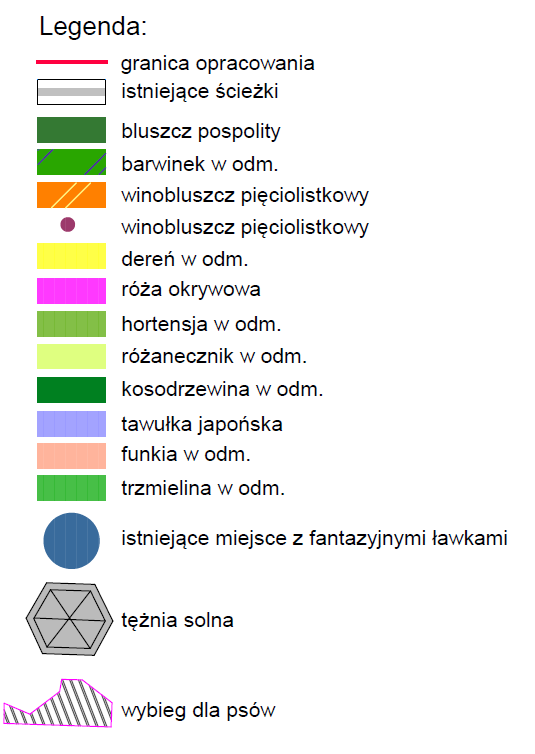 Legenda:
granica opracowania
istniejące ścieżki
bluszcz pospolity
barwinek w odm.
winobluszcz pięciolistkowy
winobluszcz pięciolistkowy
dereń w odm.
róża okrywowa
hortensja w odm.
różanecznik w odm.
kosodrzewina w odm.
tawułka japońska
funkia w odm.
trzmielina w odm.
istniejące miejsce z fantazyjnymi ławkami
tężnia solna
wybieg dla psów